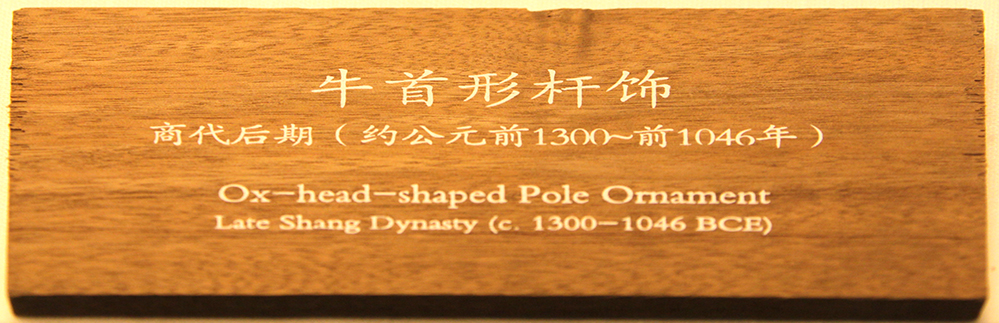 牛首形杆饰
商代后期（约公元前1300~前1046年）
Ox-head-shaped Pole Ornament
Late Shang Dynasty (c. 1300-1046 BCE)